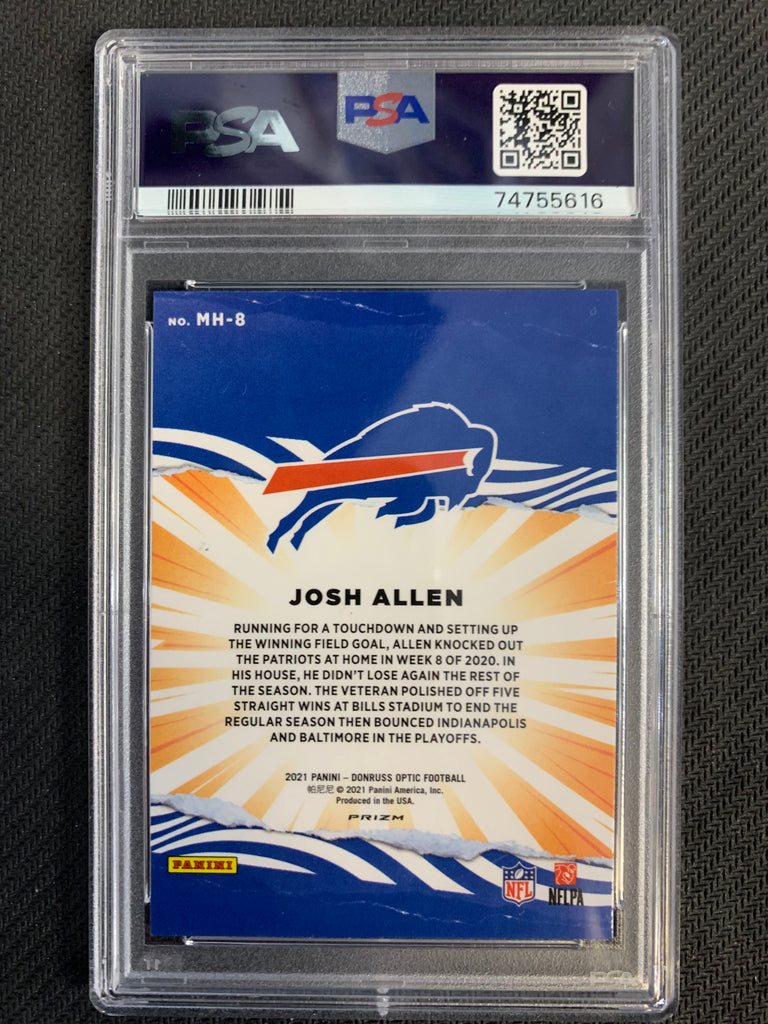 PSA
PSA
74755616
NO. MH-8
JOSH ALLEN
RUNNING FOR A TOUCHDOWN AND SETTING UP
THE WINNING FIELD GOAL, ALLEN KNOCKED OUT
THE PATRIOTS AT HOME IN WEEK 8 OF 2020. IN
HIS HOUSE, HE DIDN'T LOSE AGAIN THE REST OF
THE SEASON. THE VETERAN POLISHED OFF FIVE
STRAIGHT WINS AT BILLS STADIUM TO END THE
REGULAR SEASON THEN BOUNCED INDIANAPOLIS
AND BALTIMORE IN THE PLAYOFFS.
2021 PANINI – DONRUSS OPTIC FOOTBALL
帕尼尼 © 2021 Panini America, Inc.
Produced in the USA.
PRIZM
PANINI
NFL
NFLPA
PSA